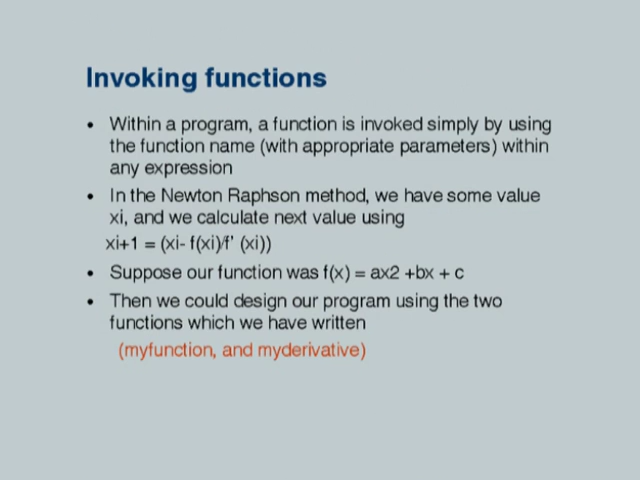 Invoking functions
• Within a program, a function is invoked simply by using
the function name (with appropriate parameters) within
any expression
• In the Newton Raphson method, we have some value
xi, and we calculate next value using
xi+1 = (xi- f(xi)/f' (xi))
• Suppose our function was f(x) = ax2 +bx + c
• Then we could design our program using the two
functions which we have written
(myfunction, and myderivative)